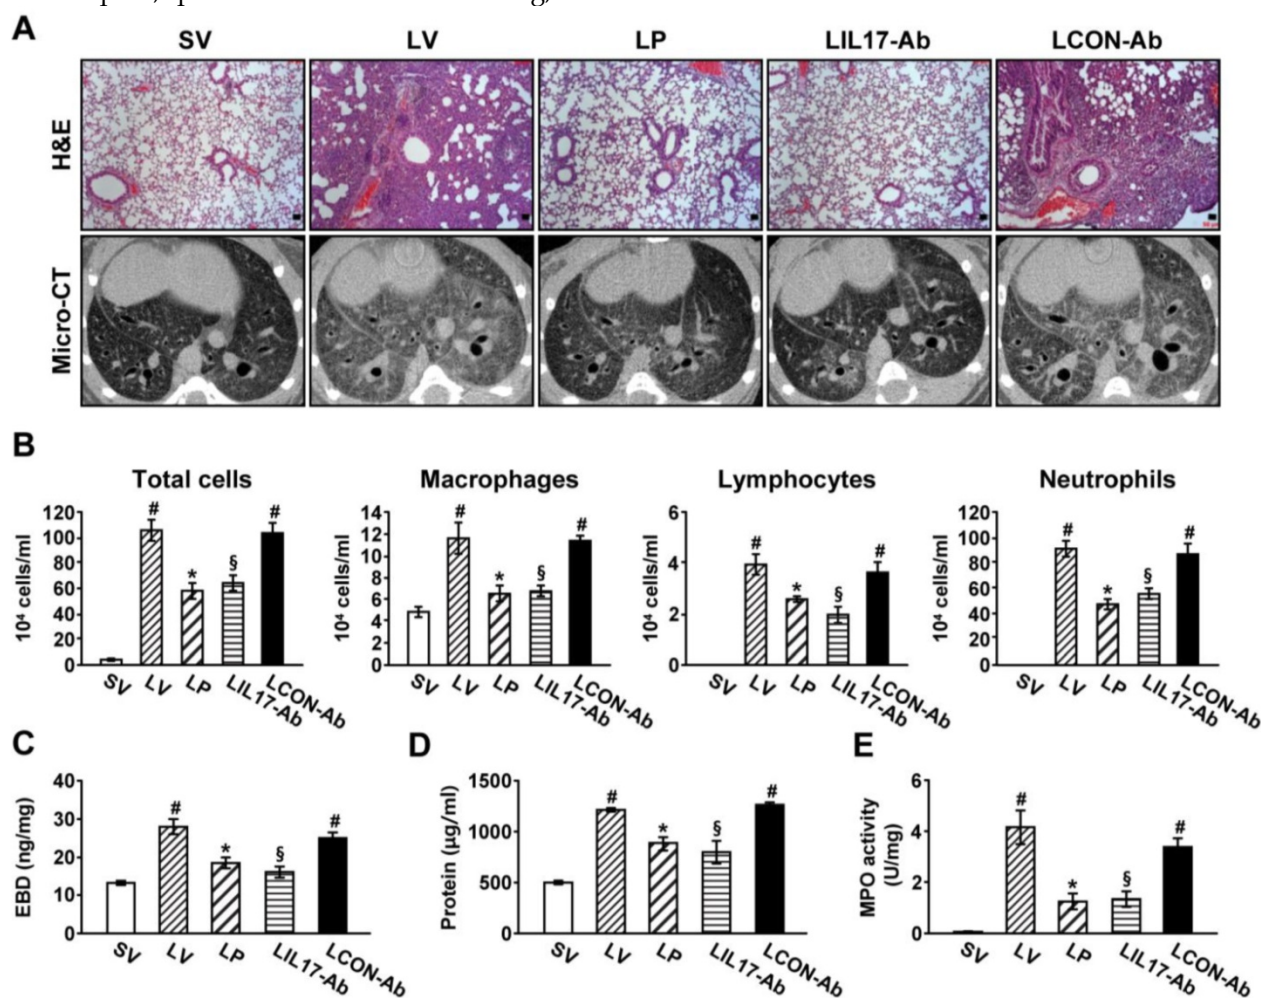 A
SV LV LP LIL17-Ab LCON-Ab
H&E
Micro-CT
B
Total cells Macrophages Lymphocytes Neutrophils
10⁴ cells/ml
120
100
80
60
40
20
0
SV LV LP LIL17-Ab LCON-Ab
# * § #
10⁴ cells/ml
14
12
10
8
6
4
2
0
SV LV LP LIL17-Ab LCON-Ab
# * § #
10⁴ cells/ml
6
4
2
0
SV LV LP LIL17-Ab LCON-Ab
# * § #
10⁴ cells/ml
120
100
80
60
40
20
0
SV LV LP LIL17-Ab LCON-Ab
# * § #
C
EBD (ng/mg)
40
30
20
10
0
SV LV LP LIL17-Ab LCON-Ab
# * § #
D
Protein (µg/ml)
1500
1000
500
0
SV LV LP LIL17-Ab LCON-Ab
# * § #
E
MPO activity
(U/mg)
6
4
2
0
SV LV LP LIL17-Ab LCON-Ab
# * § #